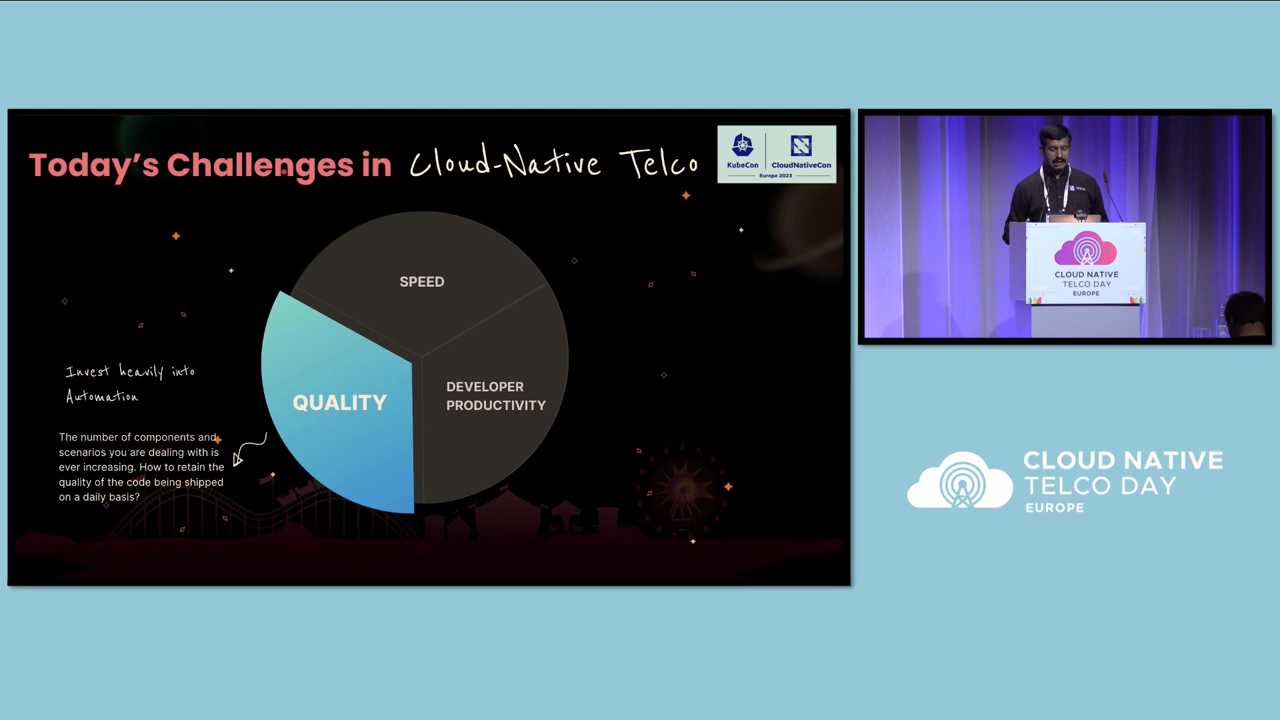 Today's Challenges in Cloud-Native Telco
KubeCon
CloudNativeCon
Europe 2023
SPEED
QUALITY
DEVELOPER
PRODUCTIVITY
Invest heavily into
Automation
The number of components and
scenarios you are dealing with is
ever increasing. How to retain the
quality of the code being shipped
on a daily basis?
CLOUD NATIVE
TELCO DAY
EUROPE
CLOUD NATIVE
TELCO DAY
EUROPE